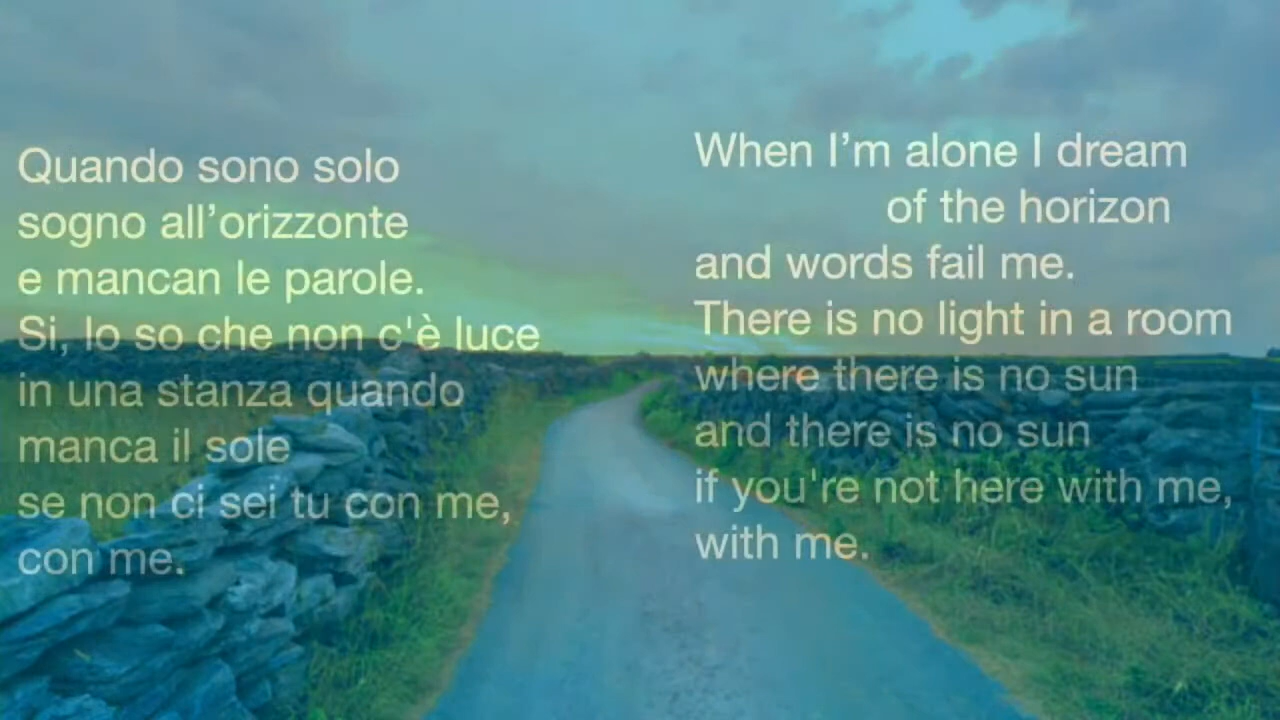 Quando sono solo
sogno all’orizzonte
e mancan le parole.
Si, lo so che non c'è luce
in una stanza quando
manca il sole
se non ci sei tu con me,
con me.
When I’m alone I dream
of the horizon
and words fail me.
There is no light in a room
where there is no sun
and there is no sun
if you're not here with me,
with me.